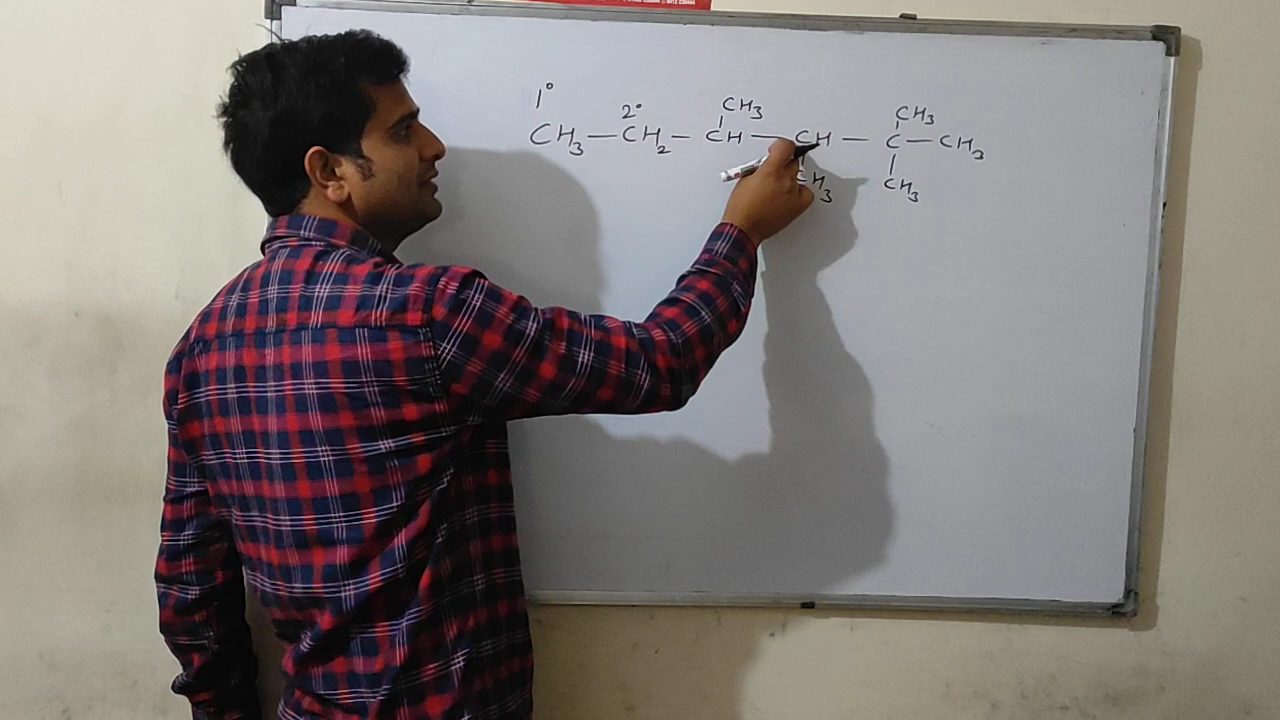 1°
2° CH3 CH3
CH3 — CH2 — CH — CH — C — CH3
CH3 CH3